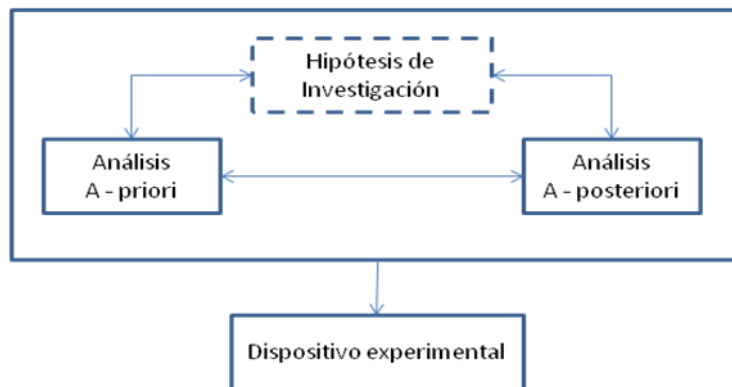 Hipótesis de
Investigación
Análisis
A - priori
Análisis
A - posteriori
Dispositivo experimental